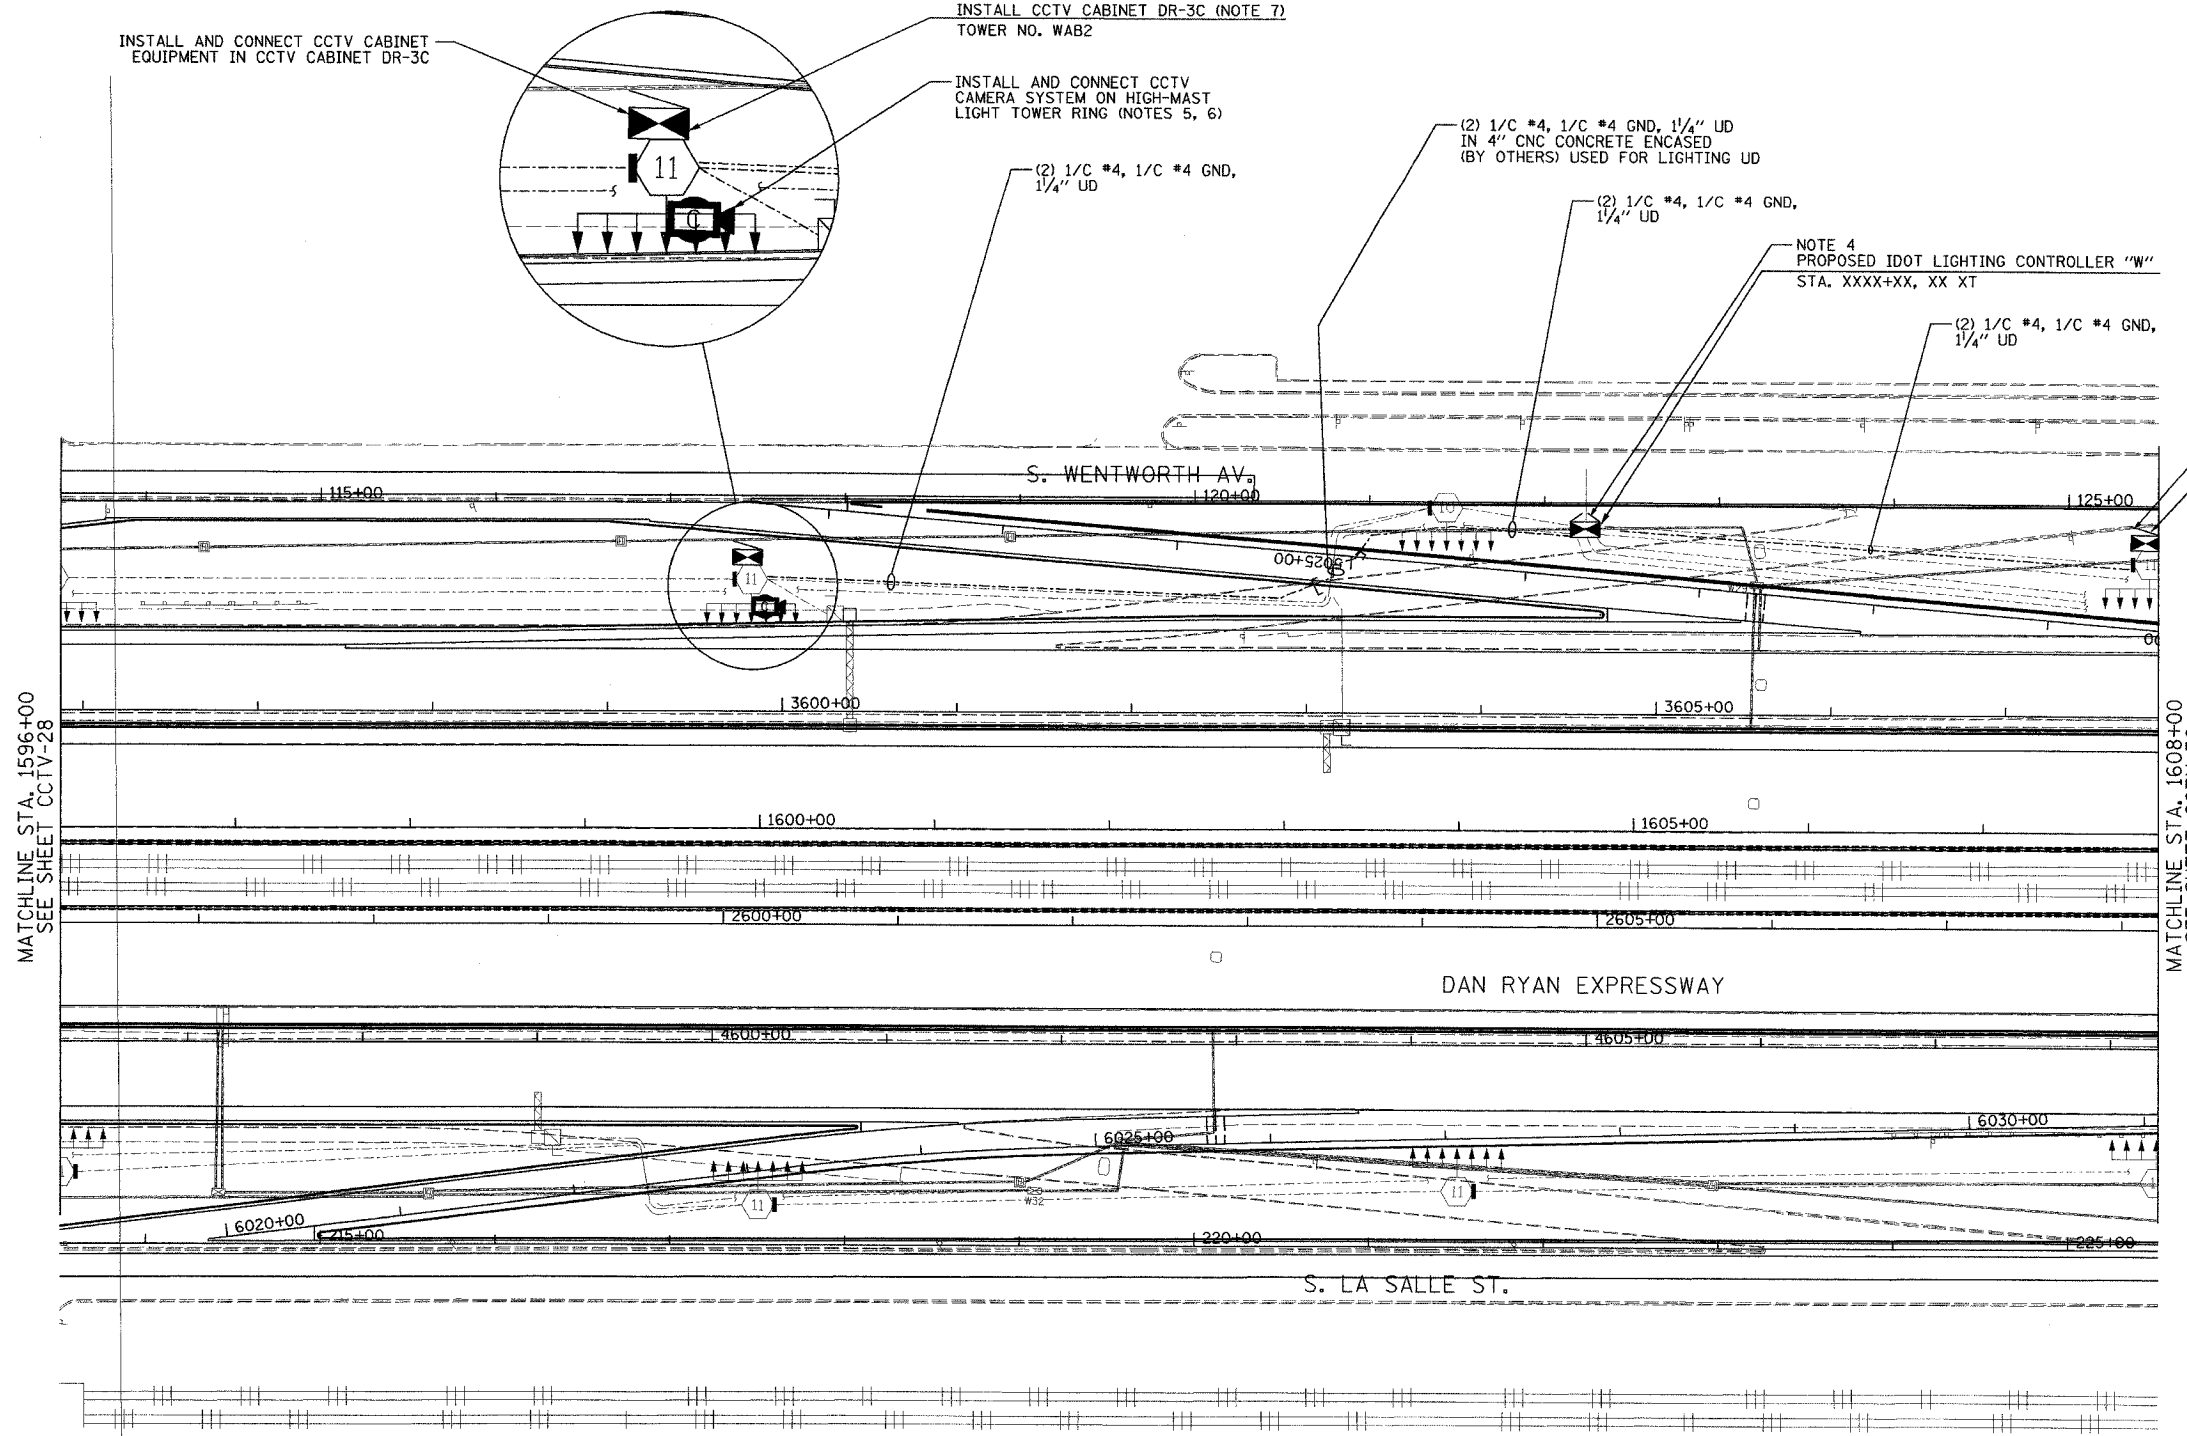 INSTALL CCTV CABINET DR-3C (NOTE 7)
TOWER NO. WAB2
INSTALL AND CONNECT CCTV CABINET
EQUIPMENT IN CCTV CABINET DR-3C
INSTALL AND CONNECT CCTV
CAMERA SYSTEM ON HIGH-MAST
LIGHT TOWER RING (NOTES 5, 6)
11
C
(2) 1/C #4, 1/C #4 GND,
1¼" UD
(2) 1/C #4, 1/C #4 GND, 1¼" UD
IN 4" CNC CONCRETE ENCASED
(BY OTHERS) USED FOR LIGHTING UD
(2) 1/C #4, 1/C #4 GND,
1¼" UD
NOTE 4
PROPOSED IDOT LIGHTING CONTROLLER "W"
STA. XXXX+XX, XX XT
(2) 1/C #4, 1/C #4 GND,
1¼" UD
S. WENTWORTH AV.
115+00
120+00
125+00
10
8025+00
11
11
3600+00
3605+00
MATCHLINE STA. 1596+00
SEE SHEET CCTV-28
MATCHLINE STA. 1608+00
1600+00
1605+00
2600+00
2605+00
DAN RYAN EXPRESSWAY
4600+00
4605+00
6025+00
6030+00
11
W32
11
6020+00
215+00
220+00
225+00
S. LA SALLE ST.